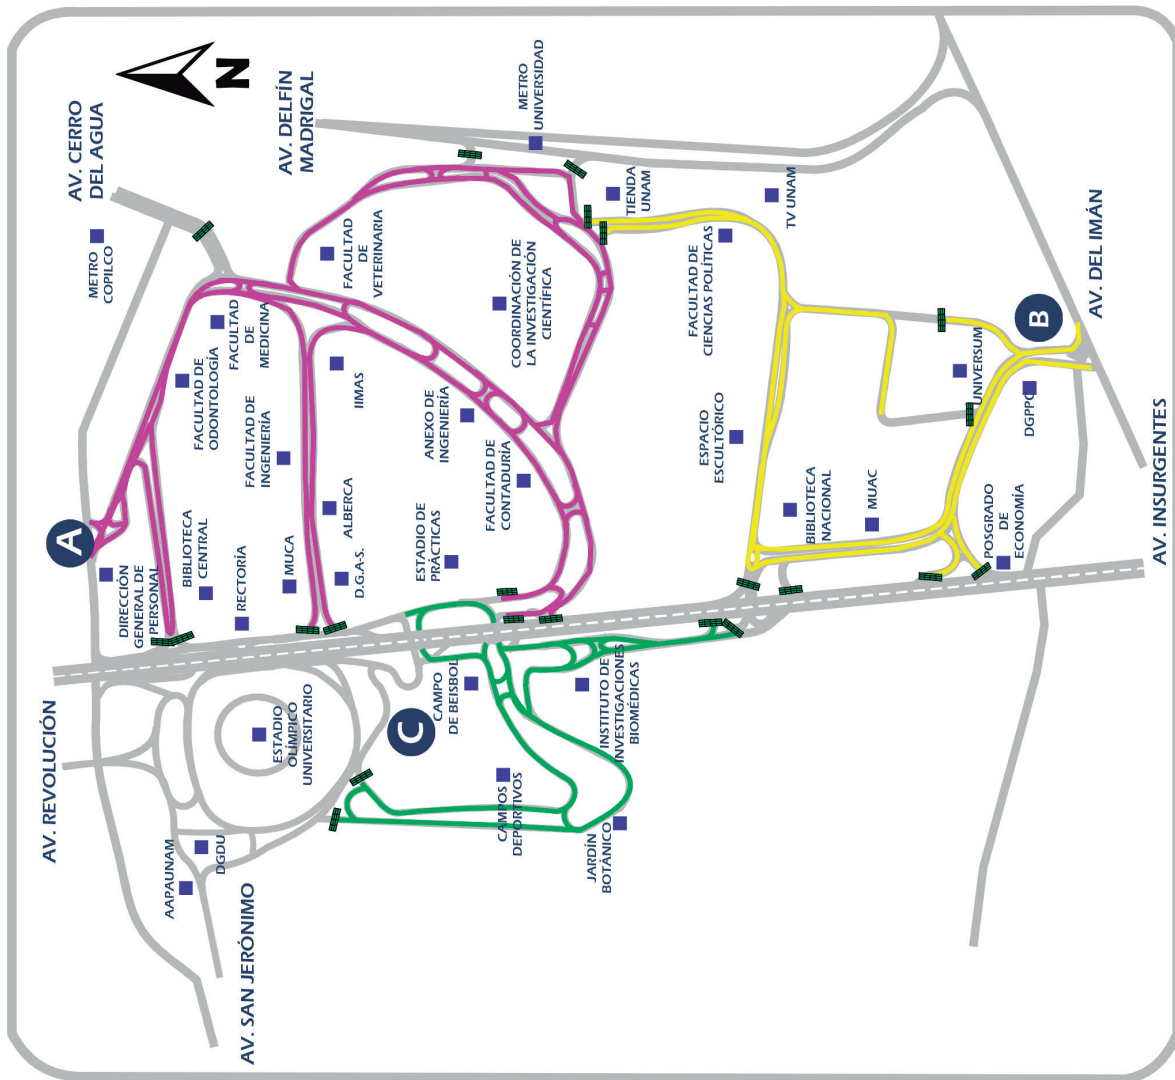 AV. CERRO
DEL AGUA
N
AV. DELFÍN
MADRIGAL
METRO
UNIVERSIDAD
METRO
COPILCO
FACULTAD
DE
VETERINARIA
TIENDA
UNAM
TV UNAM
FACULTAD DE
ODONTOLOGÍA
FACULTAD
DE
MEDICINA
COORDINACIÓN DE
LA INVESTIGACIÓN
CIENTÍFICA
FACULTAD DE
CIENCIAS POLÍTICAS
FACULTAD DE
INGENIERÍA
IIMAS
ANEXO DE
INGENIERÍA
FACULTAD DE
CONTADURÍA
ESPACIO
ESCULTÓRICO
UNIVERSUM
DGPPO
B
AV. DEL IMÁN
A
DIRECCIÓN
GENERAL DE
PERSONAL
BIBLIOTECA
CENTRAL
RECTORÍA
MUCA
ALBERCA
D.G.A-S.
ESTADIO DE
PRÁCTICAS
BIBLIOTECA
NACIONAL
MUAC
POSGRADO
DE
ECONOMÍA
AV. INSURGENTES
AV. REVOLUCIÓN
ESTADIO
OLÍMPICO
UNIVERSITARIO
C
CAMPO
DE BEISBOL
INSTITUTO DE
INVESTIGACIONES
BIOMÉDICAS
CAMPOS
DEPORTIVOS
JARDÍN
BOTÁNICO
AAPAUNAM
DGDU
AV. SAN JERÓNIMO